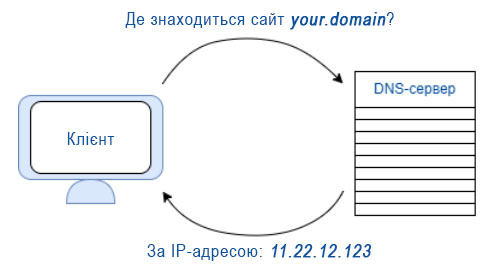 Де знаходиться сайт your.domain?
DNS-сервер
Клієнт
За IP-адресою: 11.22.12.123